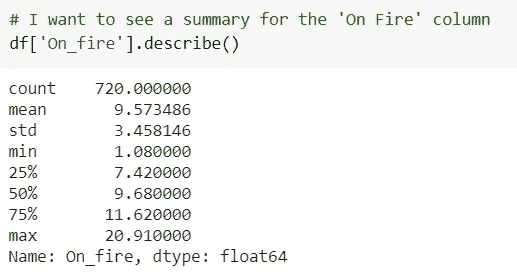 # I want to see a summary for the 'On Fire' column
df['On_fire'].describe()
count    720.000000
mean       9.573486
std        3.458146
min        1.080000
25%        7.420000
50%        9.680000
75%       11.620000
max       20.910000
Name: On_fire, dtype: float64